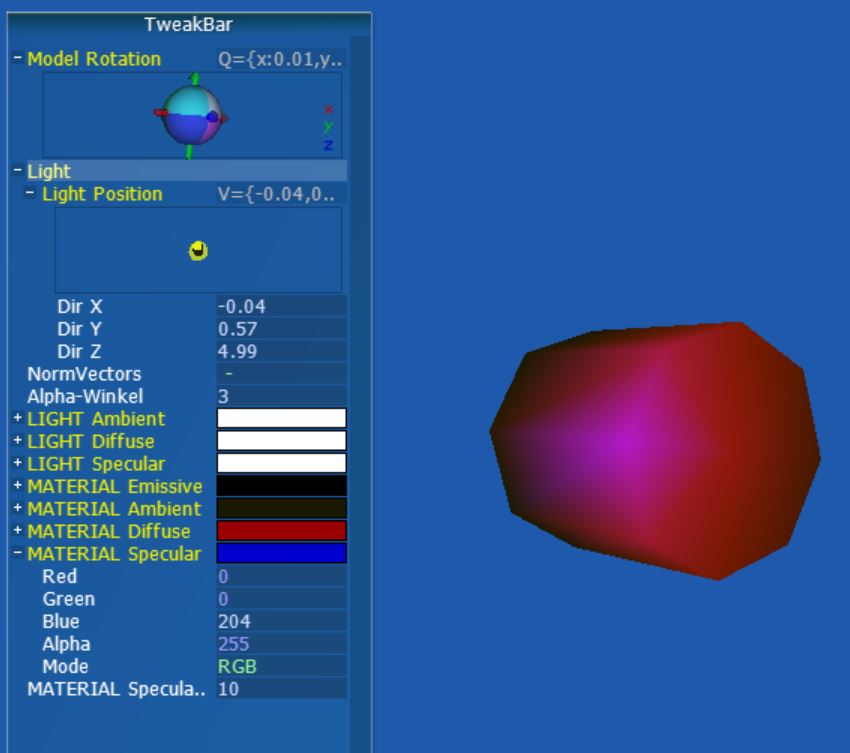 TweakBar
- Model Rotation Q={x:0.01,y..
x
y
z
- Light
- Light Position V={-0.04,0..
Dir X -0.04
Dir Y 0.57
Dir Z 4.99
NormVectors -
Alpha-Winkel 3
+ LIGHT Ambient
+ LIGHT Diffuse
+ LIGHT Specular
+ MATERIAL Emissive
+ MATERIAL Ambient
+ MATERIAL Diffuse
- MATERIAL Specular
Red 0
Green 0
Blue 204
Alpha 255
Mode RGB
MATERIAL Specula.. 10